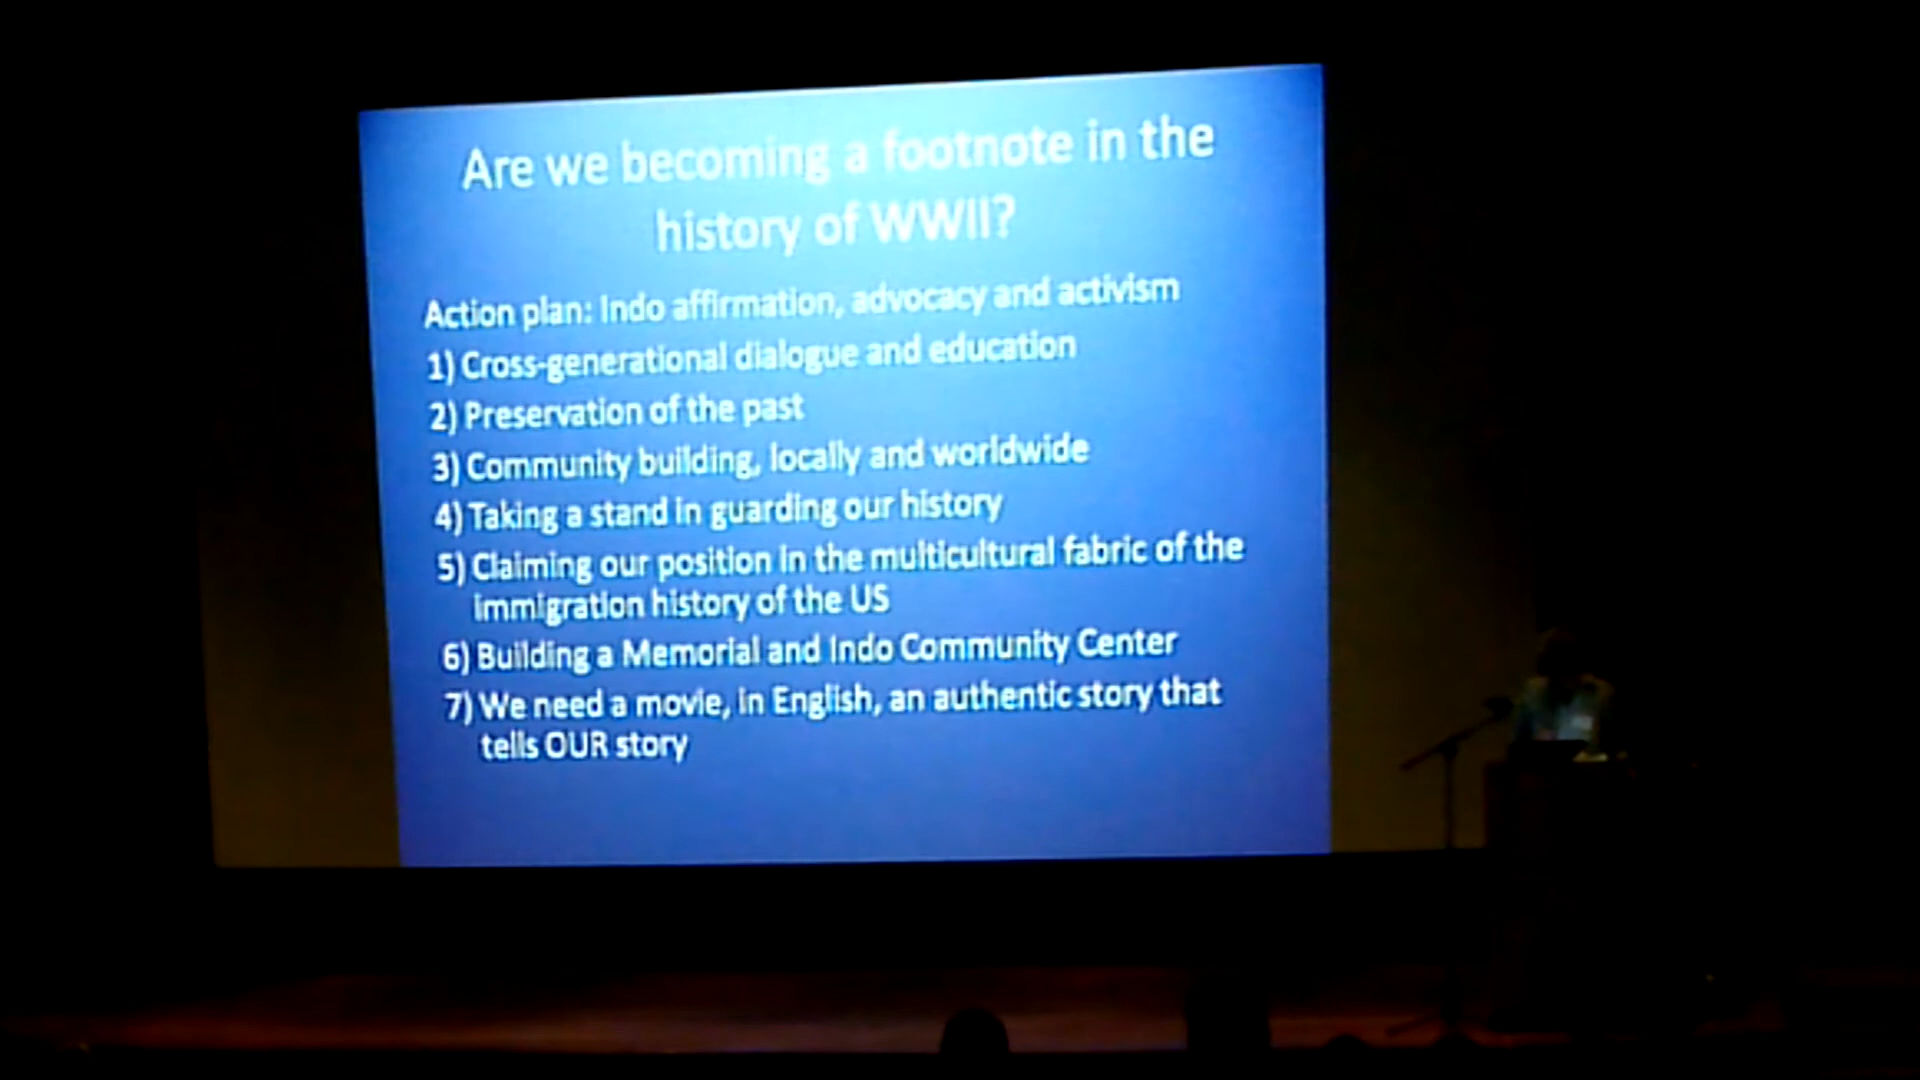 Are we becoming a footnote in the
history of WWII?
Action plan: Indo affirmation, advocacy and activism
1) Cross-generational dialogue and education
2) Preservation of the past
3) Community building, locally and worldwide
4) Taking a stand in guarding our history
5) Claiming our position in the multicultural fabric of the
immigration history of the US
6) Building a Memorial and Indo Community Center
7) We need a movie, in English, an authentic story that
tells OUR story